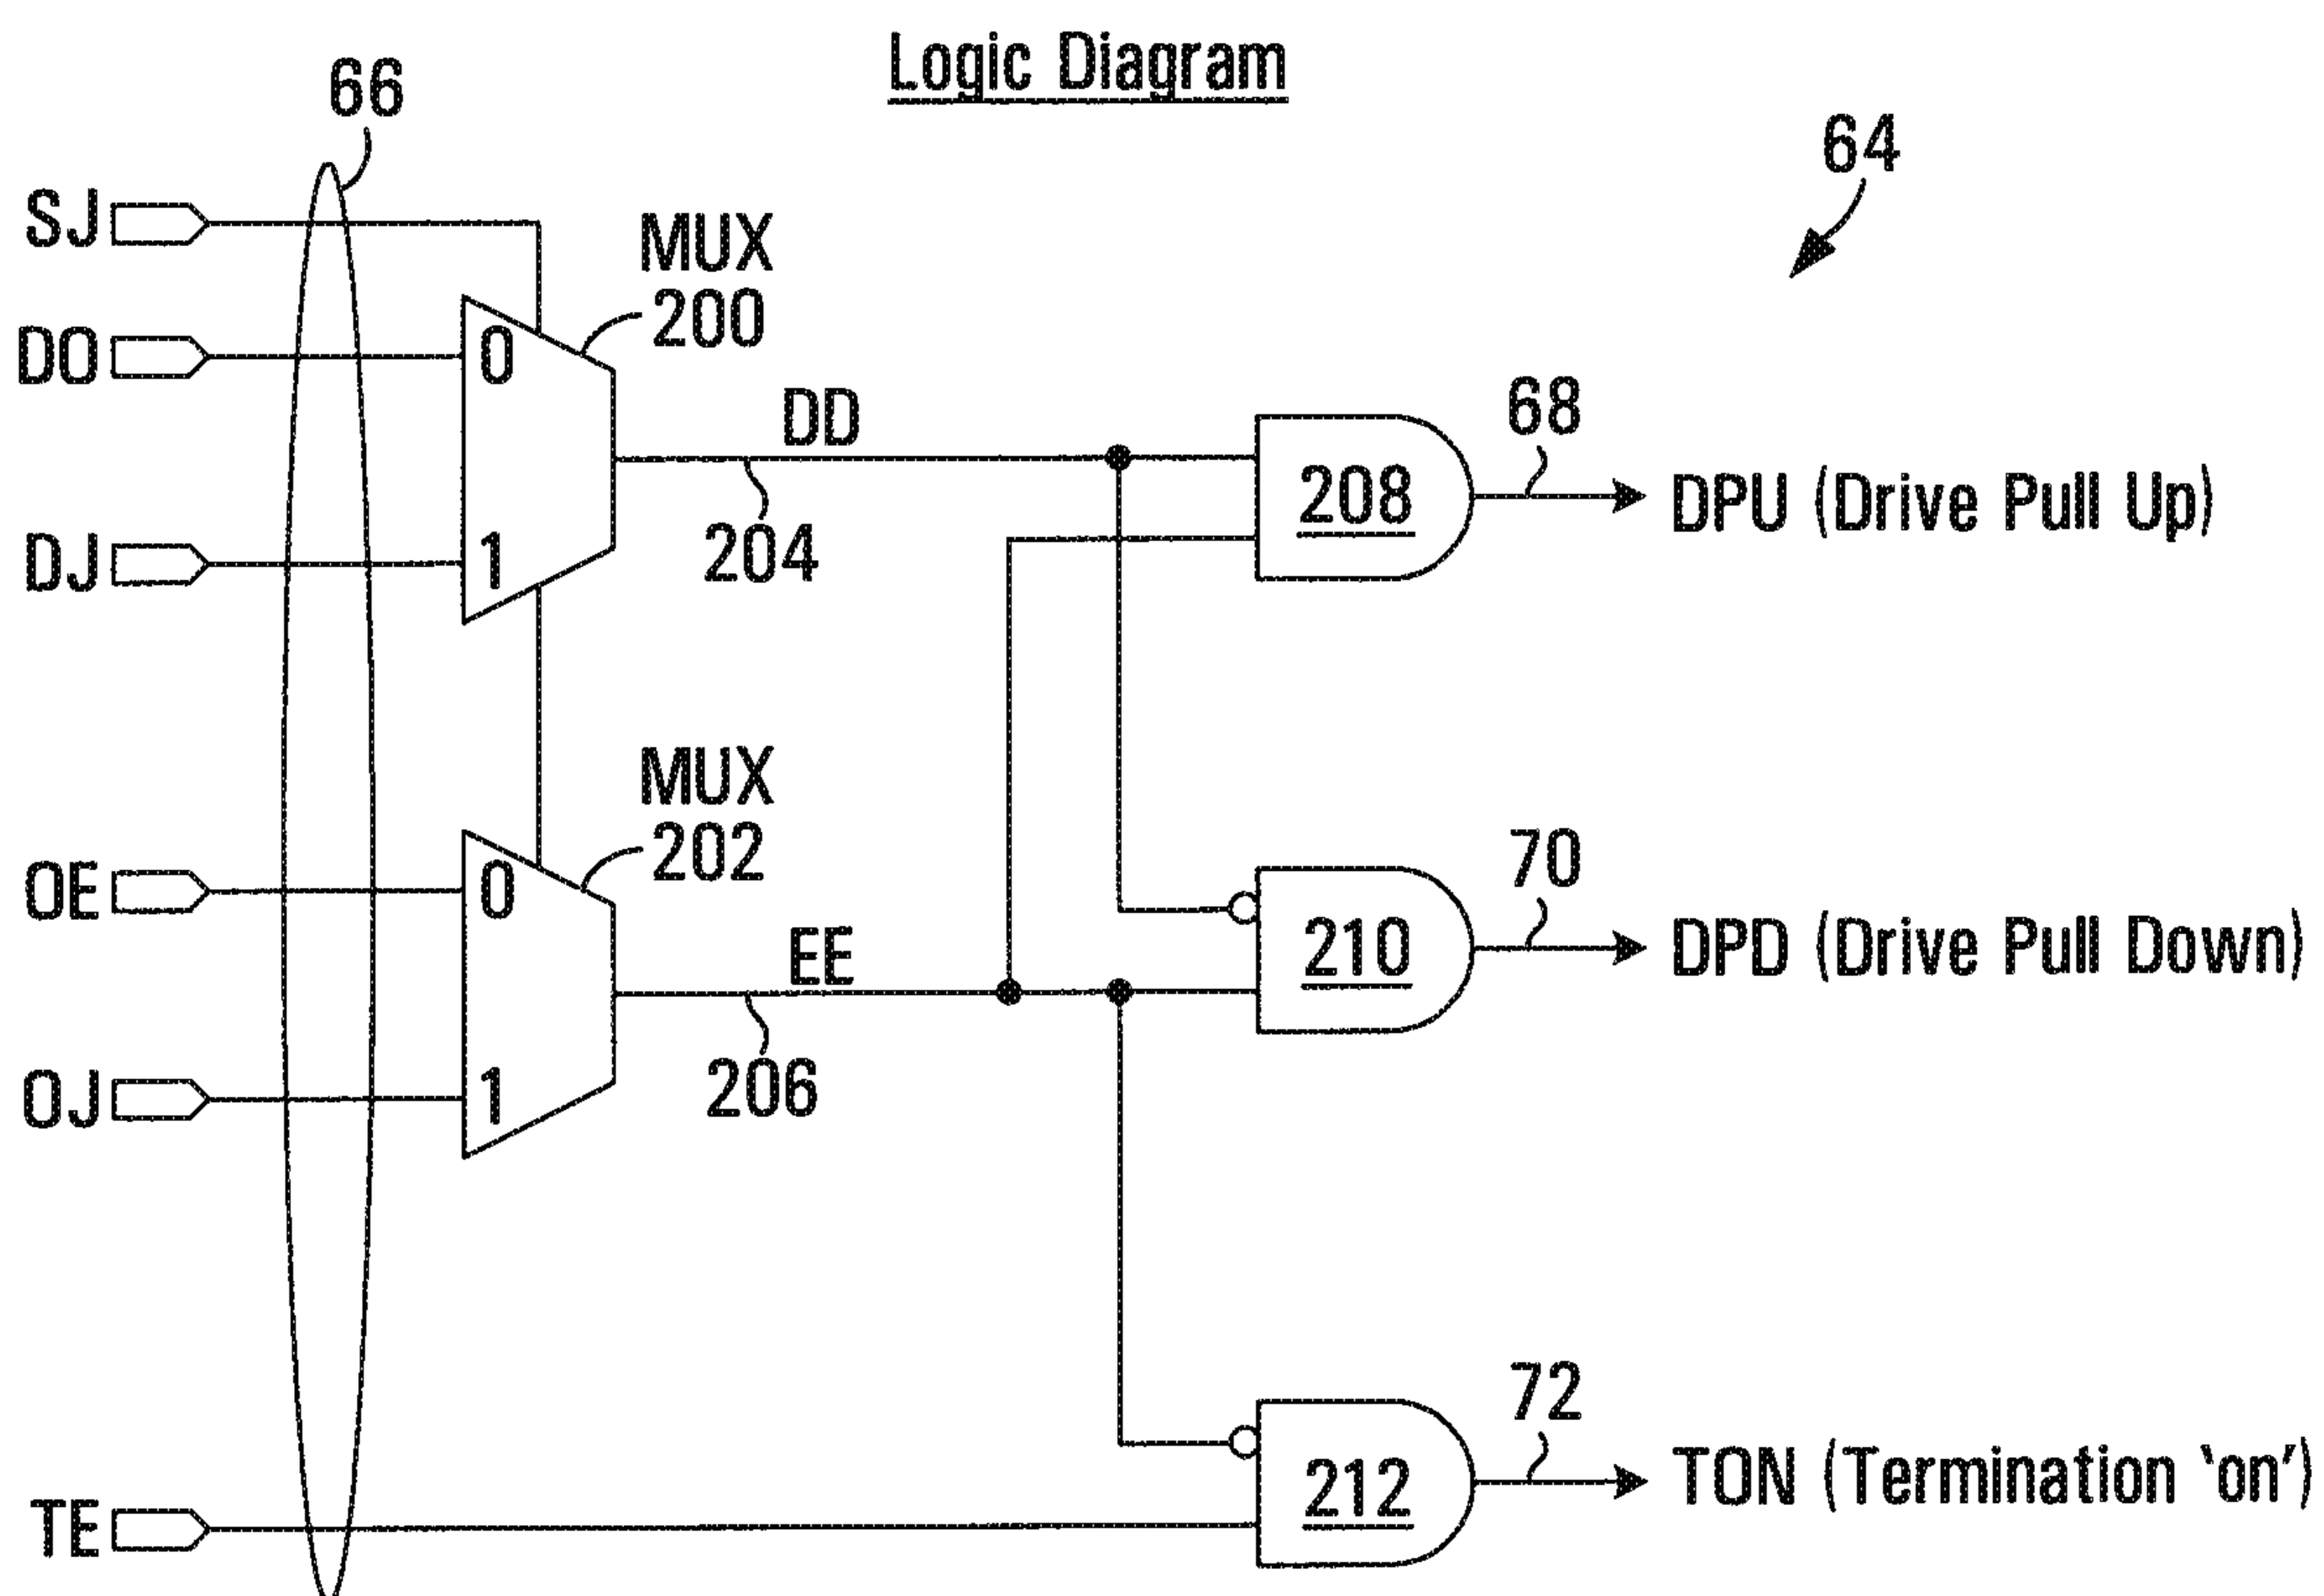 Logic Diagram
66
64
SJ
MUX
200
DO
0
DD
68
208
DPU (Drive Pull Up)
204
DJ
1
MUX
202
OE
0
EE
70
210
DPD (Drive Pull Down)
206
OJ
1
72
212
TON (Termination 'on')
TE